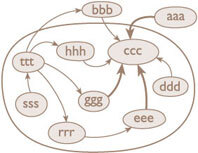 bbb
aaa
hhh
ccc
ttt
ddd
sss
ggg
eee
rrr